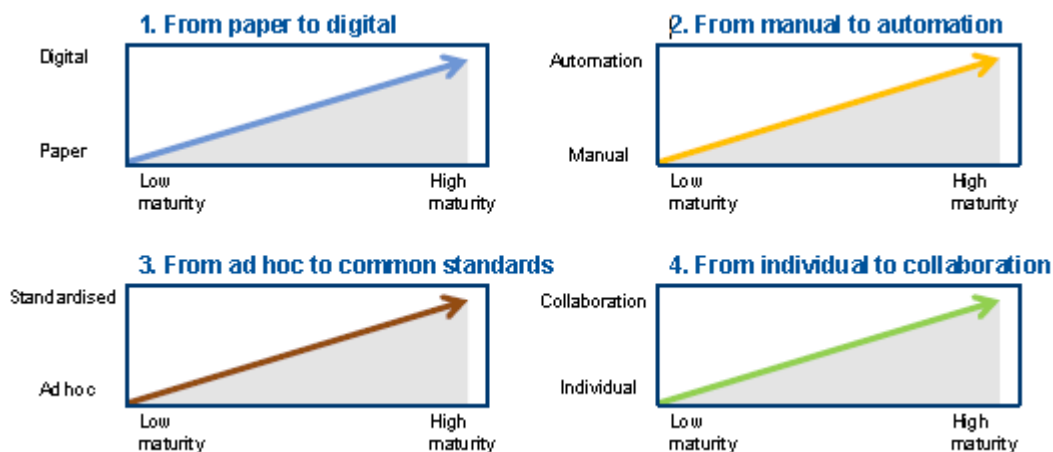 1. From paper to digital
Digital
Paper
Low
maturity
High
maturity
2. From manual to automation
Automation
Manual
Low
maturity
High
maturity
3. From ad hoc to common standards
Standardised
Ad hoc
Low
maturity
High
maturity
4. From individual to collaboration
Collaboration
Individual
Low
maturity
High
maturity